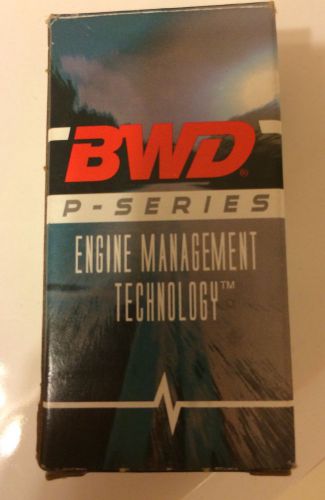 BWD®
P-SERIES
ENGINE MANAGEMENT
TECHNOLOGY™